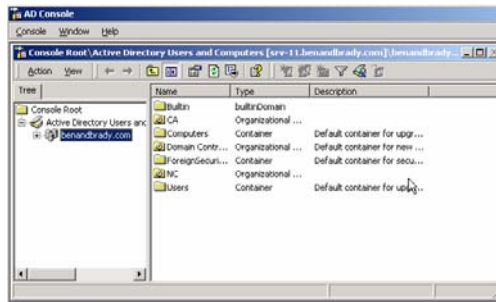 AD Console
Console Window Help
Console Root\Active Directory Users and Computers [srv-11.benandbrady.com]\benandbrady...
Action View
Tree
Name Type Description
Console Root
Active Directory Users anc
benandbrady.com
Builtin builtinDomain
CA Organizational ...
Computers Container Default container for upgr...
Domain Contr... Organizational ... Default container for new ...
ForeignSecuri... Container Default container for secu...
NC Organizational ...
Users Container Default container for upgr...